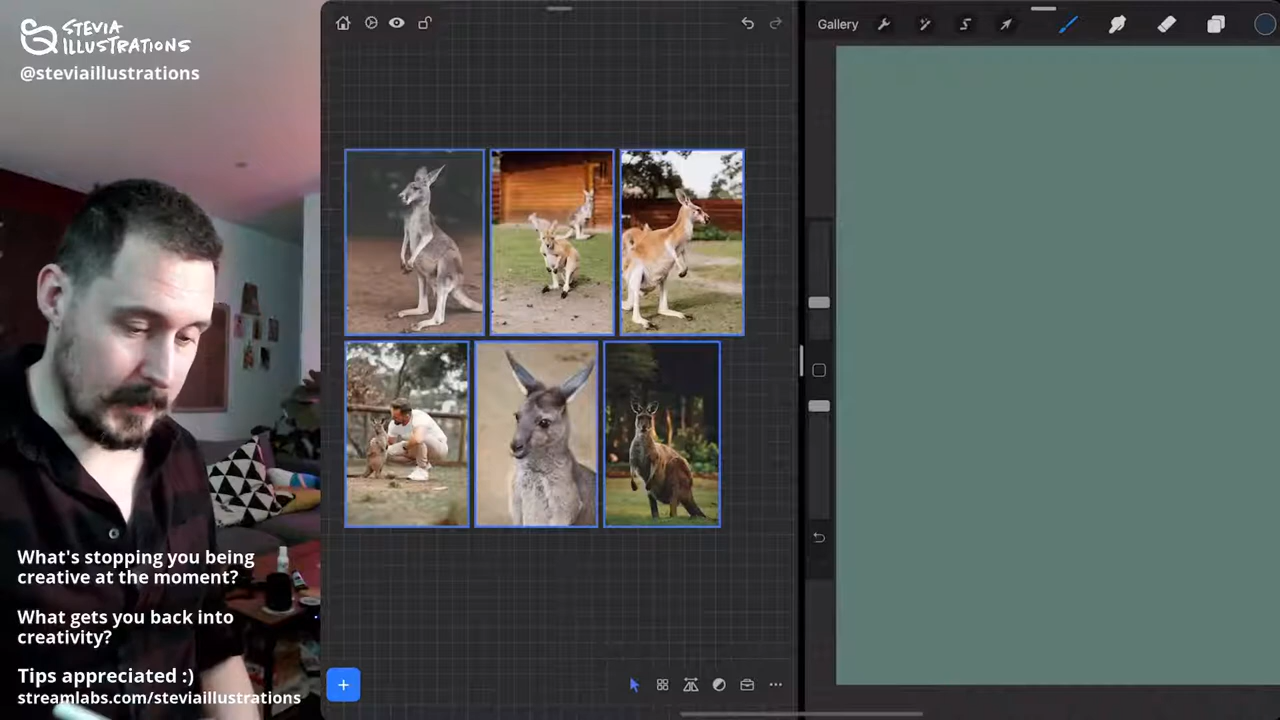 STEVIA
ILLUSTRATIONS
@steviaillustrations
Gallery
What's stopping you being
creative at the moment?
What gets you back into
creativity?
Tips appreciated :)
streamlabs.com/steviaillustrations